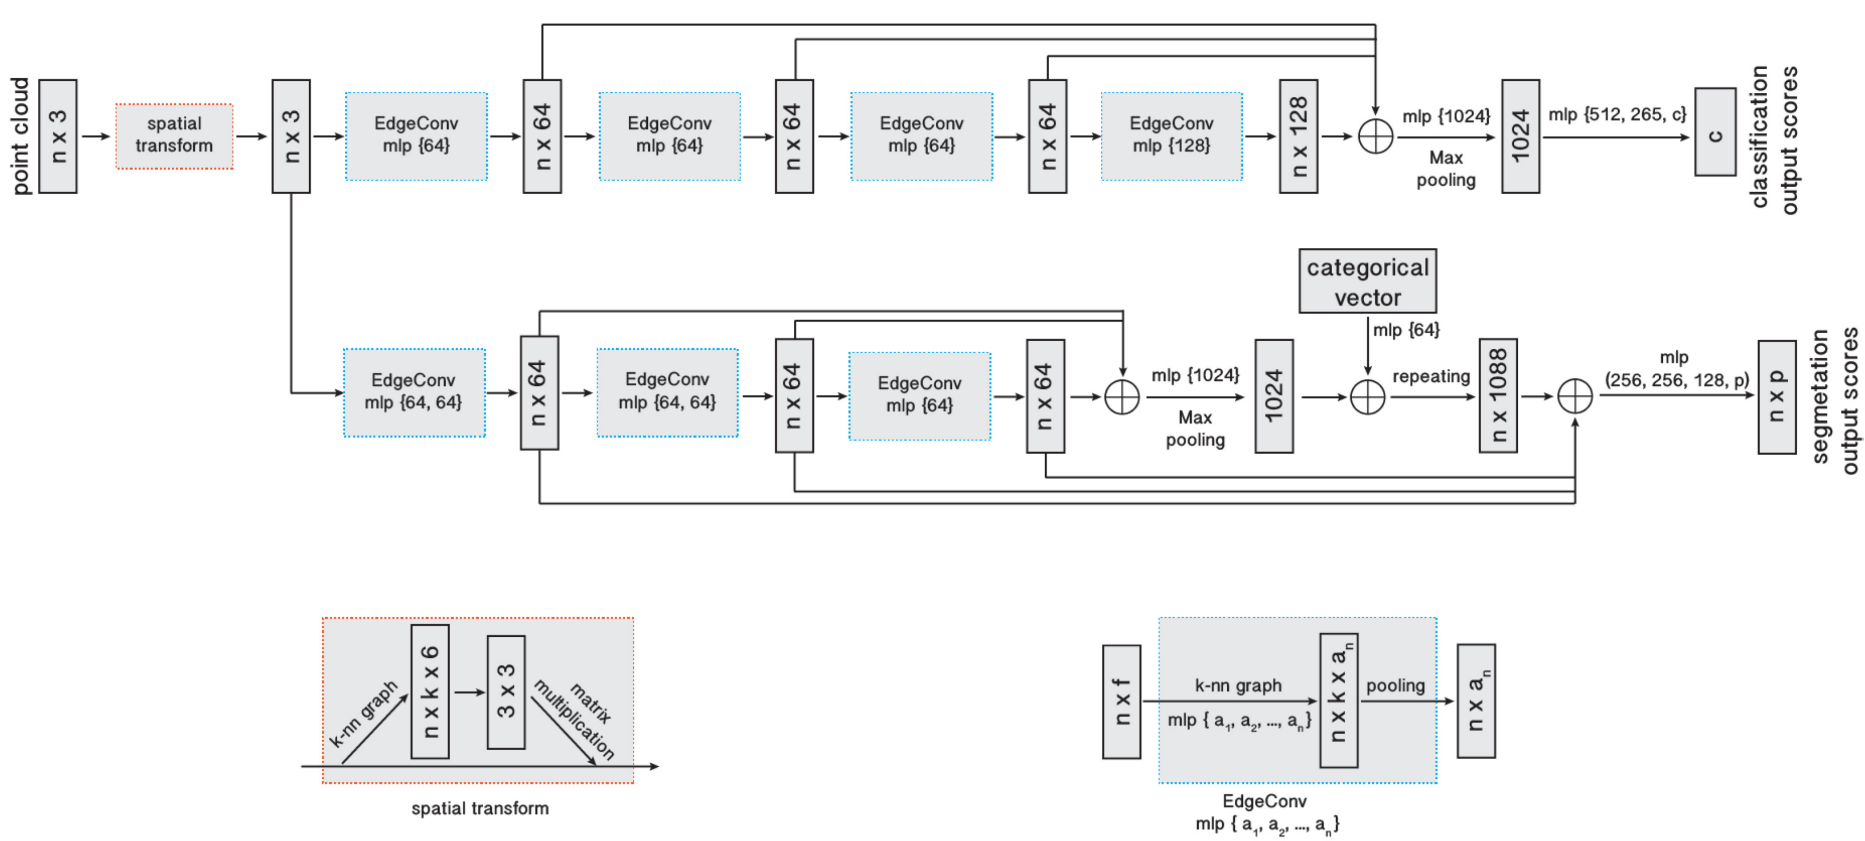 point cloud
n x 3
spatial
transform
n x 3
EdgeConv
mlp {64}
n x 64
EdgeConv
mlp {64}
n x 64
EdgeConv
mlp {64}
n x 64
EdgeConv
mlp {128}
n x 128
mlp {1024}
Max
pooling
1024
mlp {512, 265, c}
c
classification
output scores
EdgeConv
mlp {64, 64}
n x 64
EdgeConv
mlp {64, 64}
n x 64
EdgeConv
mlp {64}
n x 64
mlp {1024}
Max
pooling
1024
categorical
vector
mlp {64}
repeating
n x 1088
mlp
(256, 256, 128, p)
n x p
segmetation
output scores
k-nn graph
n x k x 6
3 x 3
matrix
multiplication
spatial transform
n x f
k-nn graph
mlp { a₁, a₂, ..., aₙ}
n x k x aₙ
pooling
n x aₙ
EdgeConv
mlp { a₁, a₂, ..., aₙ}